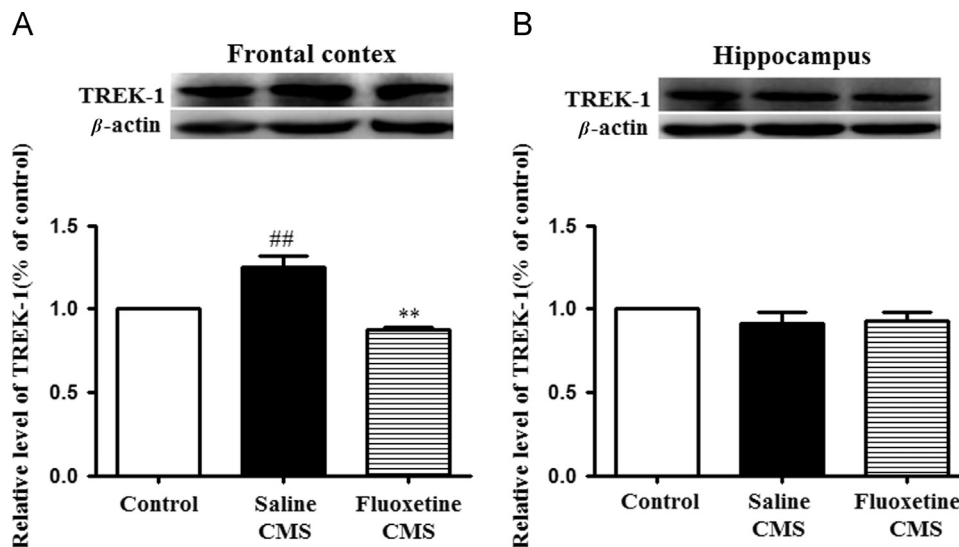 A
Frontal contex
TREK-1
β-actin
Relative level of TREK-1(% of control)
1.5
1.0
0.5
0.0
##
**
Control
Saline
CMS
Fluoxetine
CMS
B
Hippocampus
TREK-1
β-actin
Relative level of TREK-1(% of control)
1.5
1.0
0.5
0.0
Control
Saline
CMS
Fluoxetine
CMS